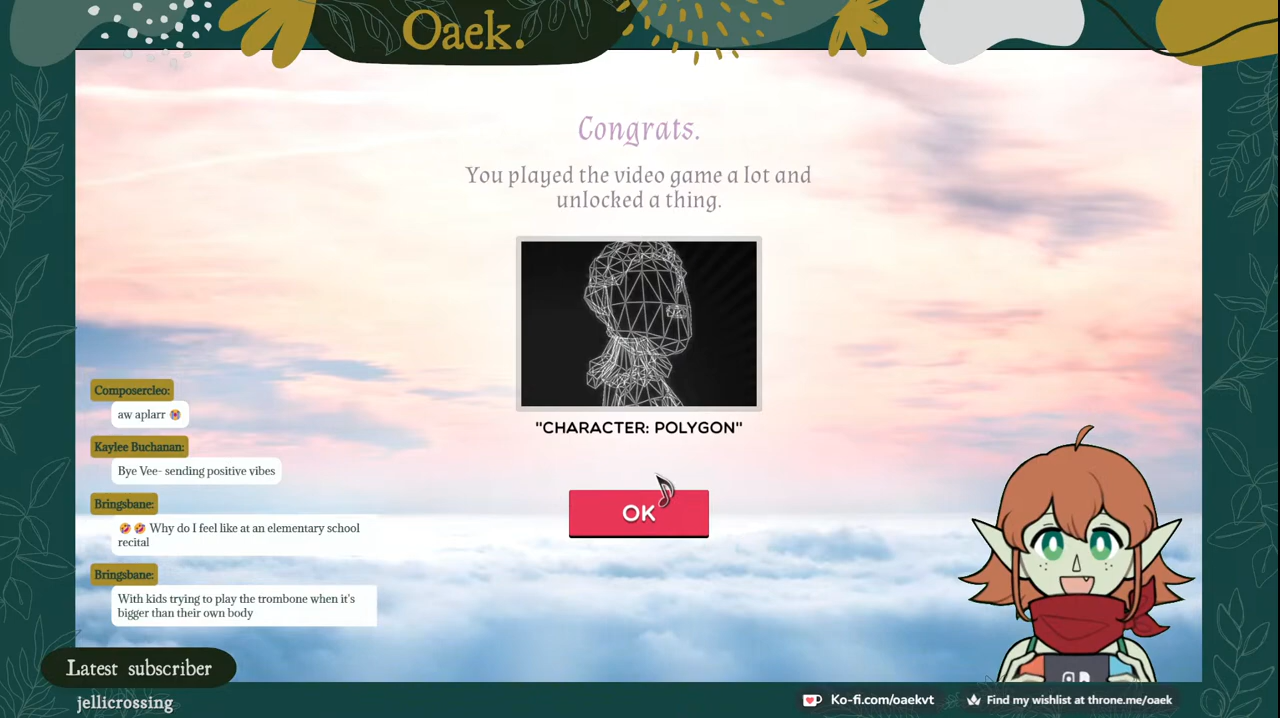 Oaek.
Congrats.
You played the video game a lot and
unlocked a thing.
"CHARACTER: POLYGON"
OK
Composercleo:
aw aplarr
Kaylee Buchanan:
Bye Vee- sending positive vibes
Bringsbane:
🤣 🤣 Why do I feel like at an elementary school
recital
Bringsbane:
With kids trying to play the trombone when it's
bigger than their own body
Latest subscriber
jellicrossing
Ko-fi.com/oaekvt
Find my wishlist at throne.me/oaek